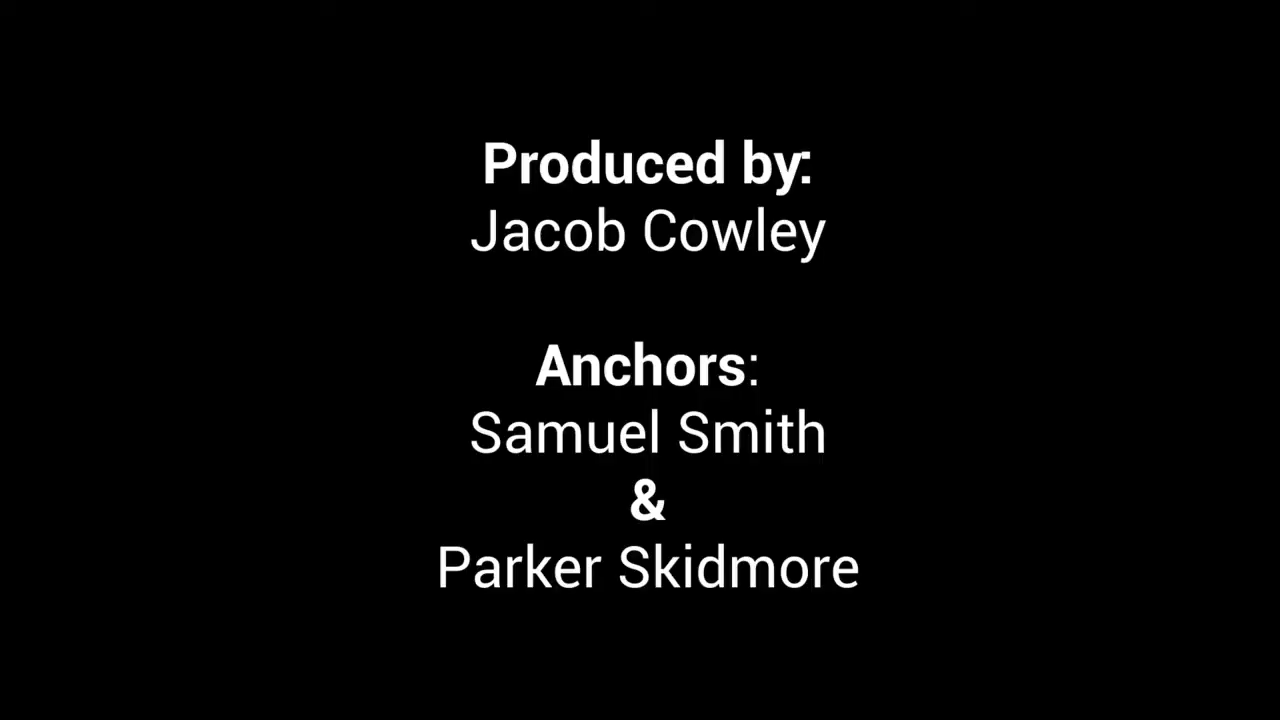 Produced by:
Jacob Cowley
Anchors:
Samuel Smith
&
Parker Skidmore